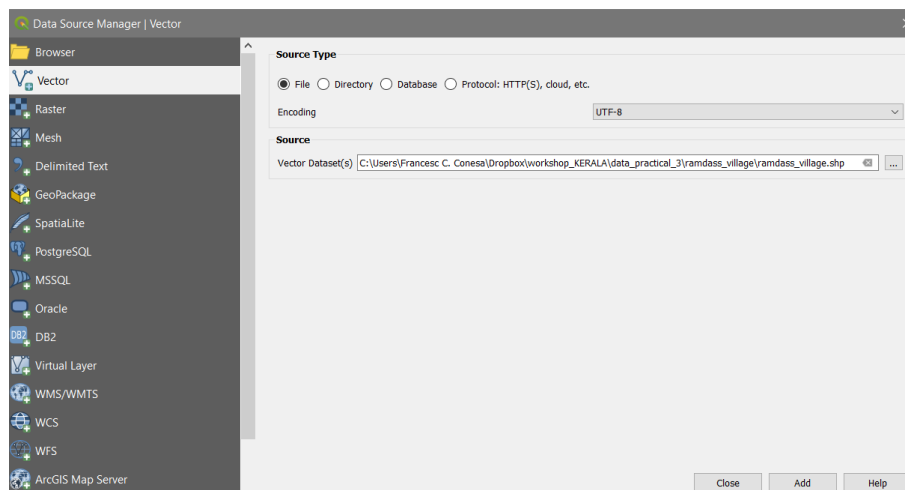 Data Source Manager | Vector
Browser
Vector
Raster
Mesh
Delimited Text
GeoPackage
SpatiaLite
PostgreSQL
MSSQL
Oracle
DB2
DB2
Virtual Layer
WMS/WMTS
WCS
WFS
ArcGIS Map Server
Source Type
File Directory Database Protocol: HTTP(S), cloud, etc.
Encoding UTF-8
Source
Vector Dataset(s) C:\Users\Francesc C. Conesa\Dropbox\workshop_KERALA\data_practical_3\ramdass_village\ramdass_village.shp ...
Close Add Help